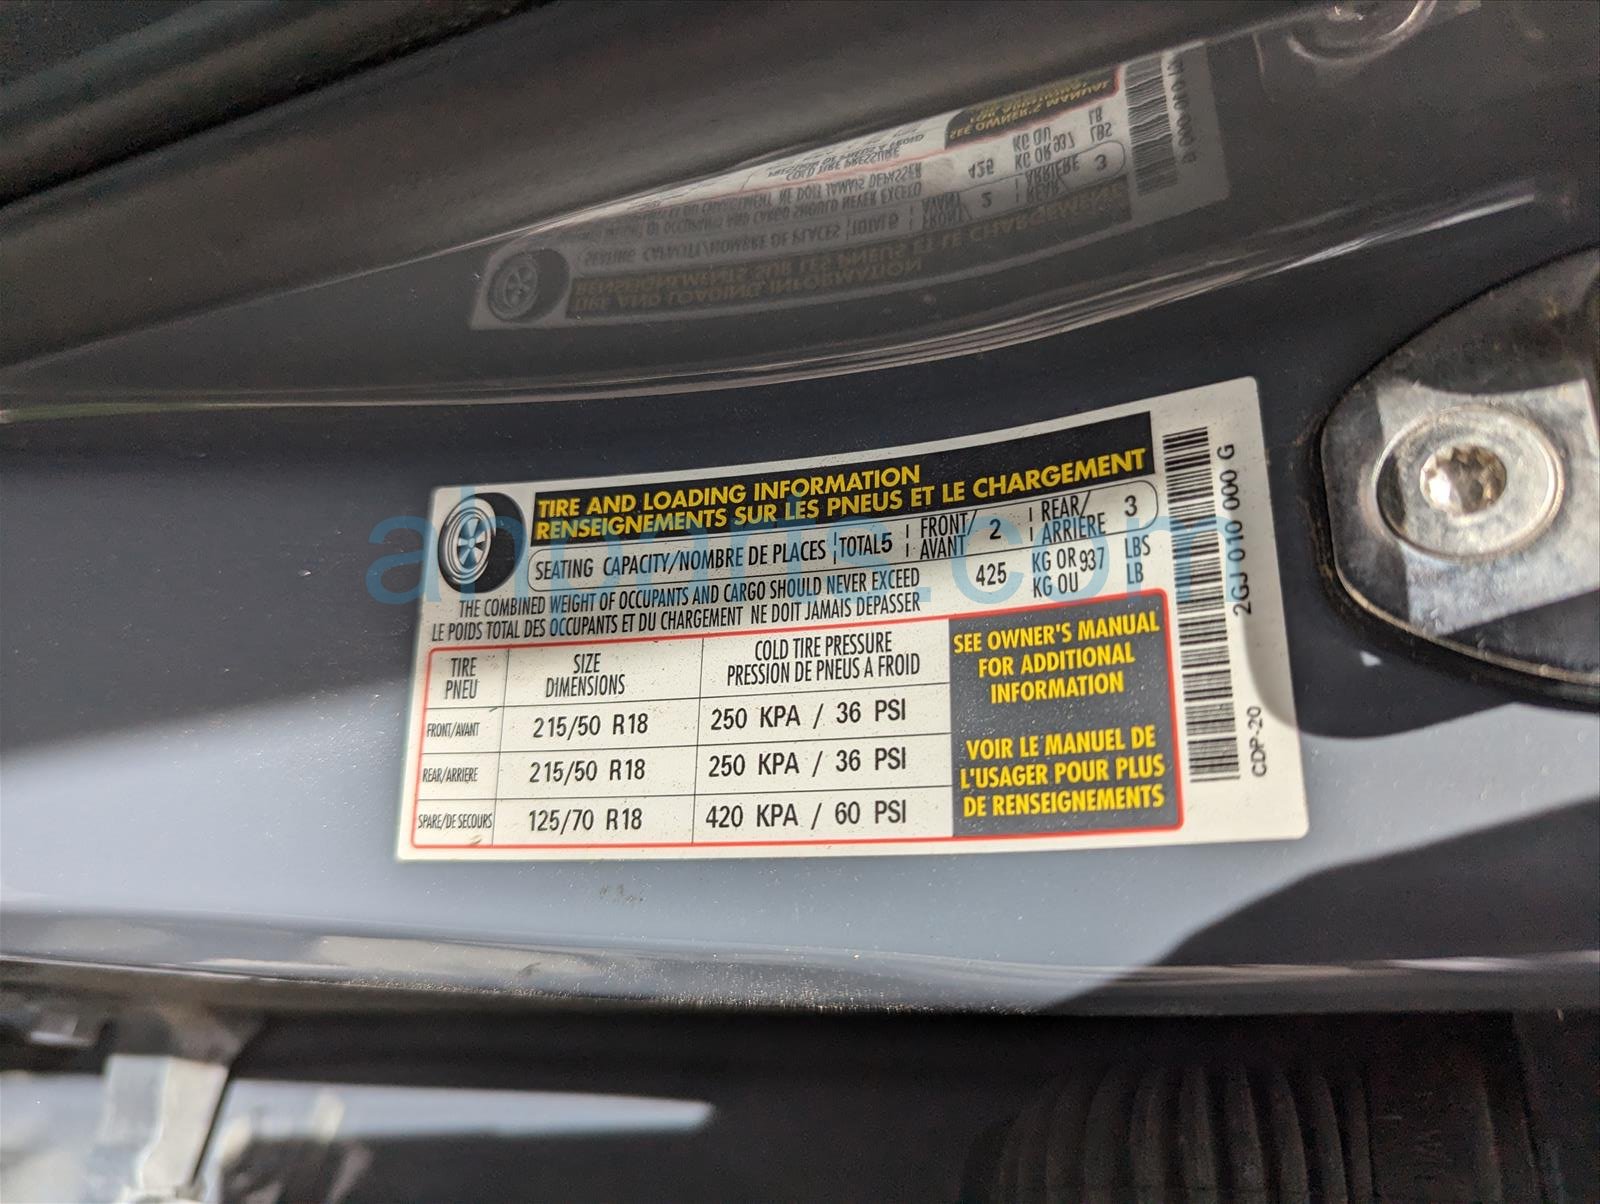 TIRE AND LOADING INFORMATION
RENSEIGNEMENTS SUR LES PNEUS ET LE CHARGEMENT
SEATING CAPACITY/NOMBRE DE PLACES TOTAL 5 FRONT/AVANT 2 REAR/ARRIÈRE 3
THE COMBINED WEIGHT OF OCCUPANTS AND CARGO SHOULD NEVER EXCEED 425 KG OR 937 LBS
LE POIDS TOTAL DES OCCUPANTS ET DU CHARGEMENT NE DOIT JAMAIS DEPASSER KG OU LB
TIRE PNEU SIZE DIMENSIONS COLD TIRE PRESSURE PRESSION DE PNEUS A FROID
FRONT/AVANT 215/50 R18 250 KPA / 36 PSI
REAR/ARRIERE 215/50 R18 250 KPA / 36 PSI
SPARE/DE SECOURS 125/70 R18 420 KPA / 60 PSI
SEE OWNER'S MANUAL
FOR ADDITIONAL
INFORMATION
VOIR LE MANUEL DE
L'USAGER POUR PLUS
DE RENSEIGNEMENTS
2GJ 010 000 G
CDP-20
ahparts.com